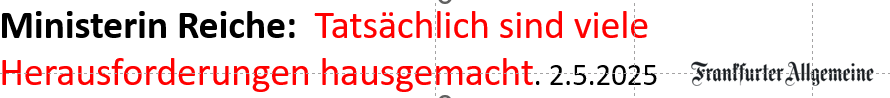 Ministerin Reiche: Tatsächlich sind viele
Herausforderungen hausgemacht. 2.5.2025 Frankfurter Allgemeine